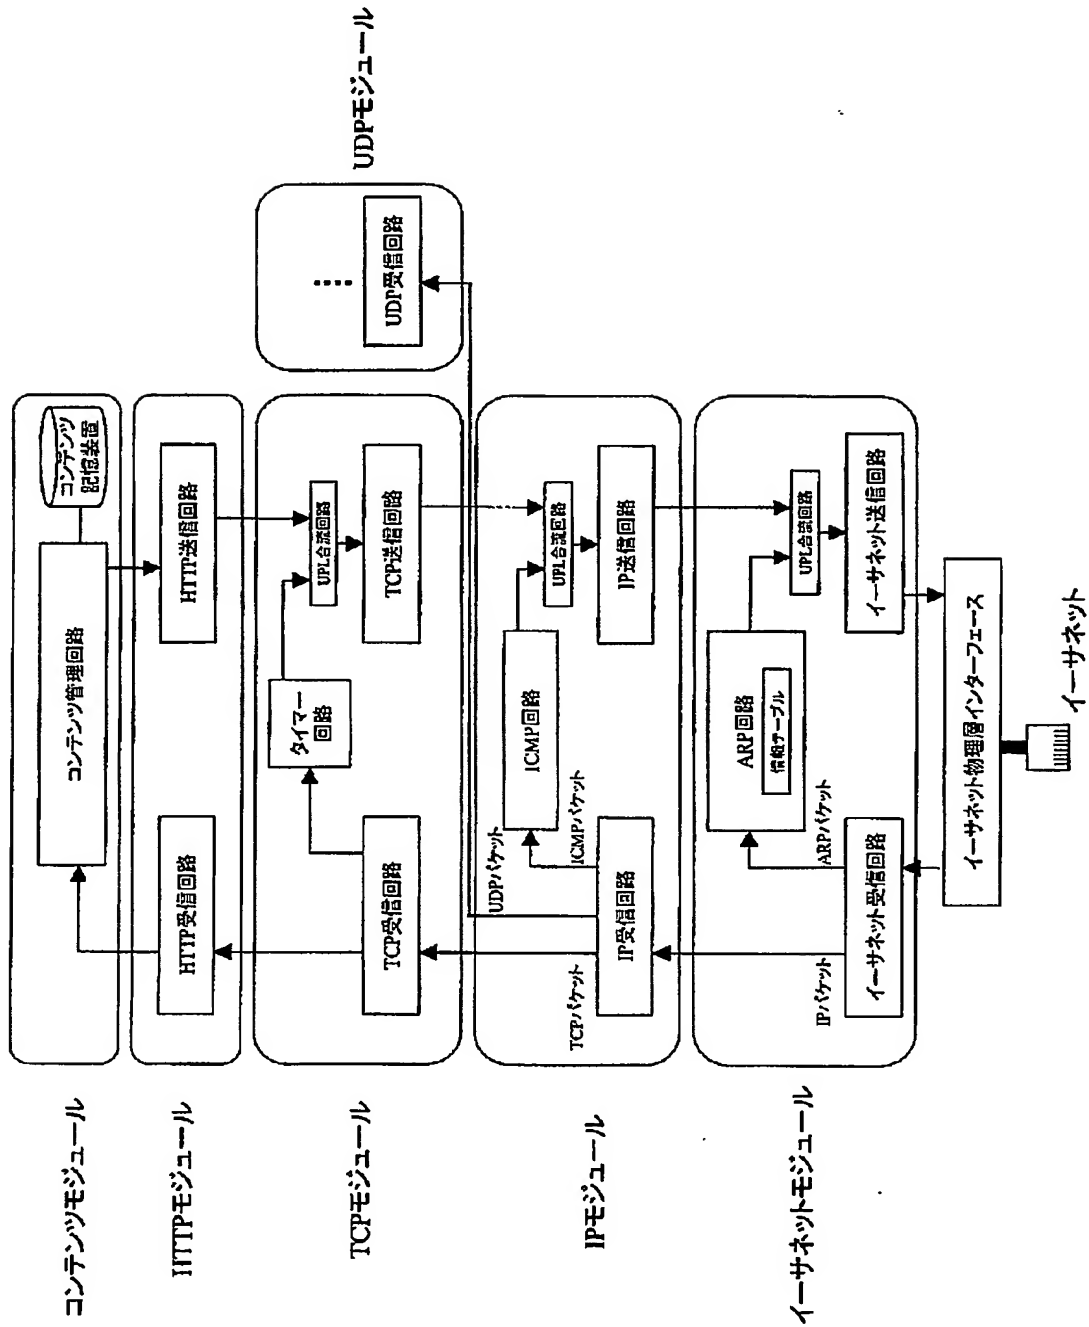 コンテンツモジュール
コンテンツ管理回路
コンテンツ
記憶装置
HTTPモジュール
HTTP受信回路
HTTP送信回路
TCPモジュール
TCP受信回路
タイマー
回路
UPL合流回路
TCP送信回路
UDPモジュール
UDP受信回路
IPモジュール
TCPパケット
UDPパケット
ICMPパケット
IP受信回路
ICMP回路
UPL合流回路
IP送信回路
イーサネットモジュール
IPパケット
ARPパケット
イーサネット受信回路
ARP回路
情報テーブル
UPL合流回路
イーサネット送信回路
イーサネット物理層インターフェース
イーサネット